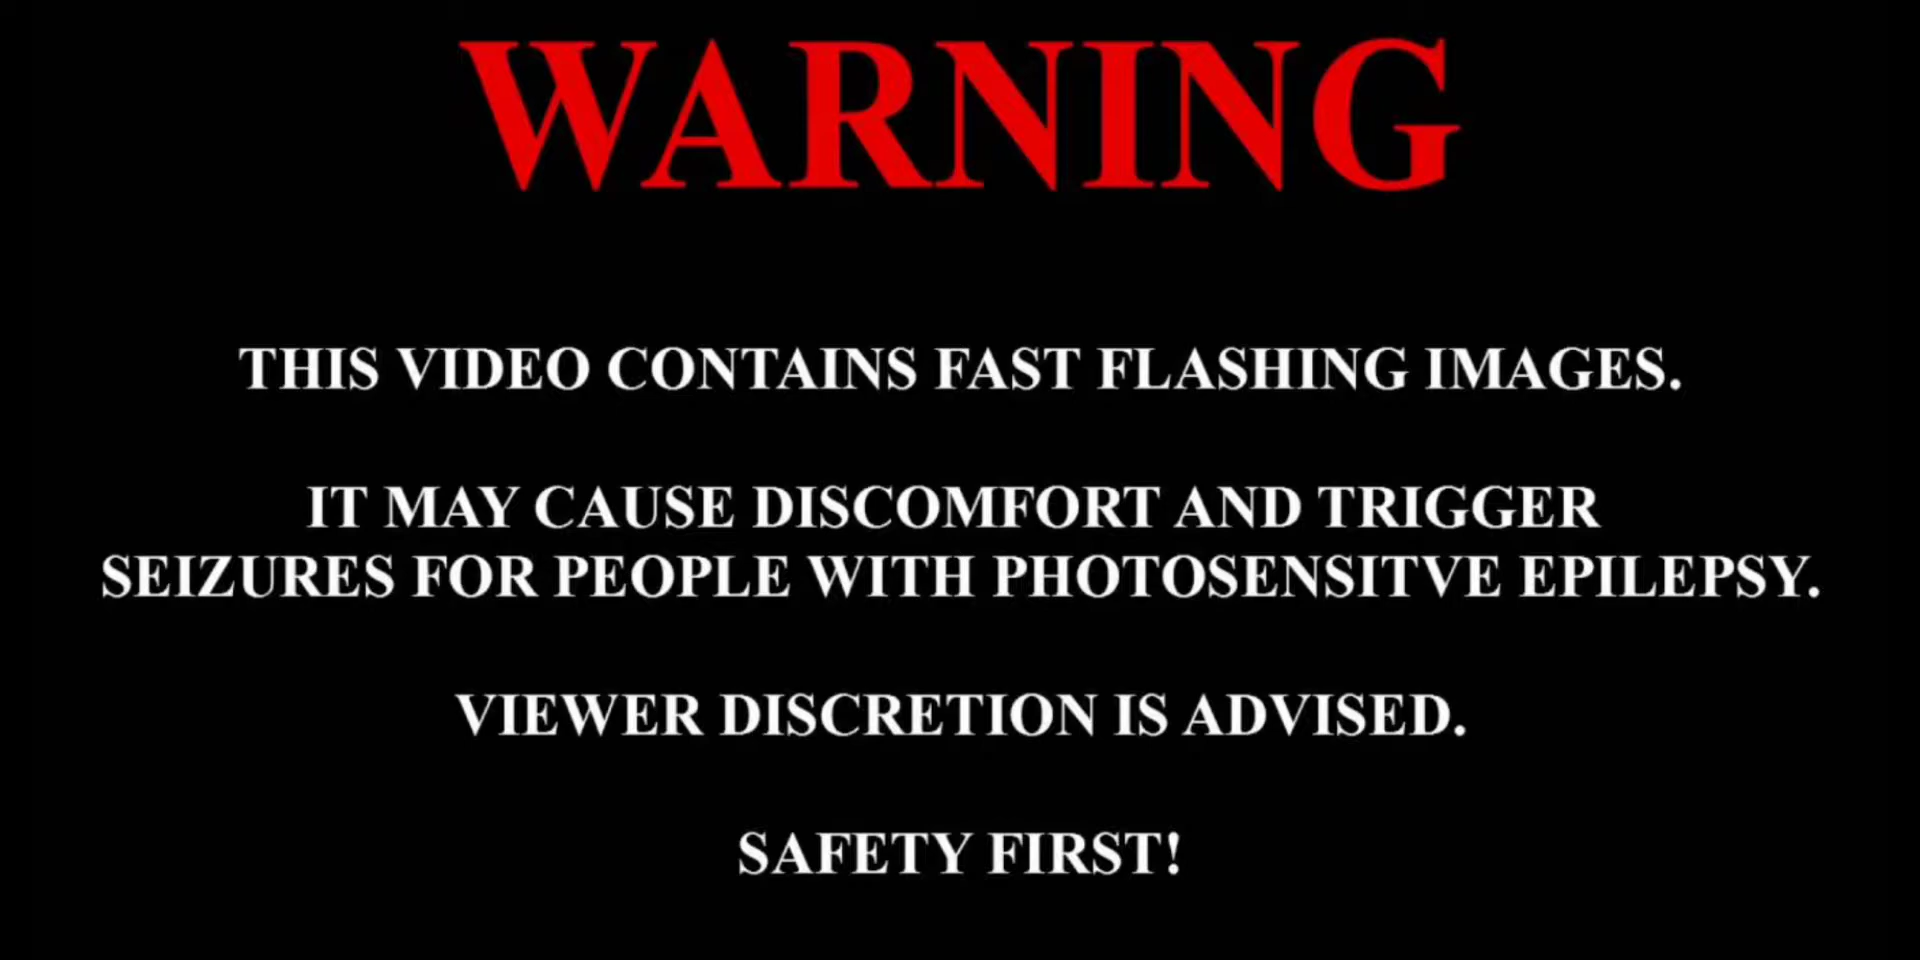 WARNING
THIS VIDEO CONTAINS FAST FLASHING IMAGES.
IT MAY CAUSE DISCOMFORT AND TRIGGER
SEIZURES FOR PEOPLE WITH PHOTOSENSITVE EPILEPSY.
VIEWER DISCRETION IS ADVISED.
SAFETY FIRST!